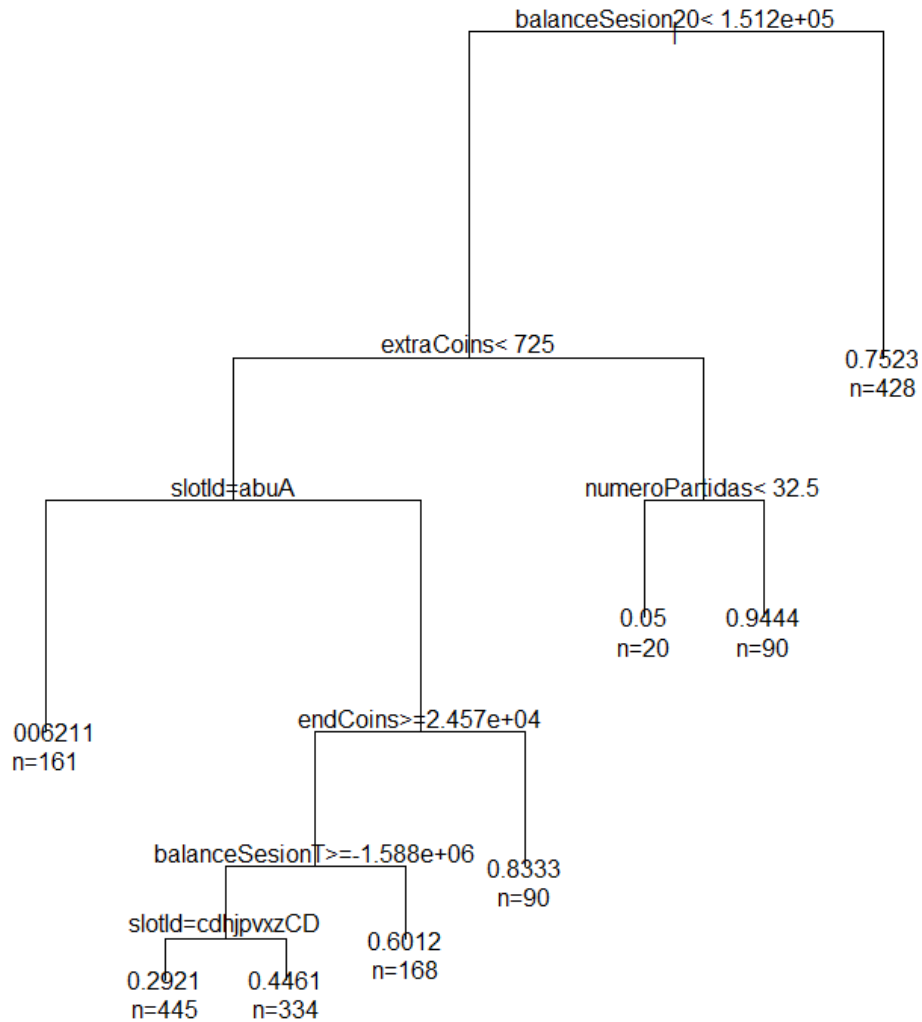 balanceSesion20< 1.512e+05
extraCoins< 725
0.7523
n=428
slotId=abuA
numeroPartidas< 32.5
0.05
n=20
0.9444
n=90
006211
n=161
endCoins>=2.457e+04
balanceSesionT>=-1.588e+06
0.8333
n=90
slotId=cdhjpvxzCD
0.6012
n=168
0.2921
n=445
0.4461
n=334